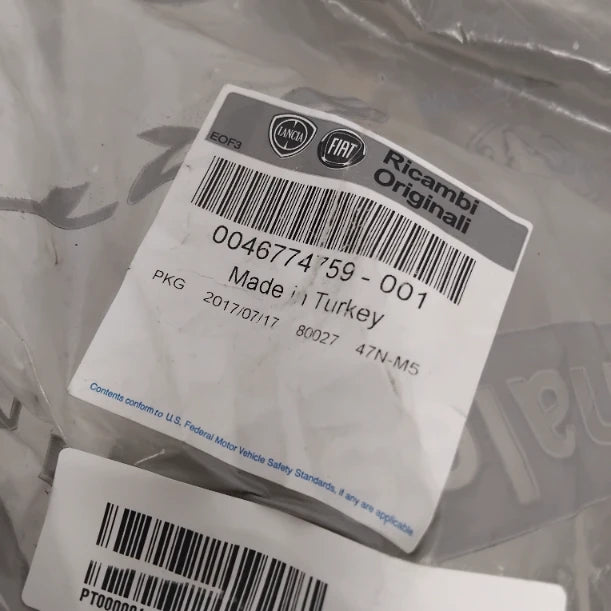 EOF3
LANCIA
FIAT
Ricambi
Originali
0046774759 - 001
Made in Turkey
PKG 2017/07/17 80027 47N-M5
Contents conform to U.S. Federal Motor Vehicle Safety Standards, if any are applicable.